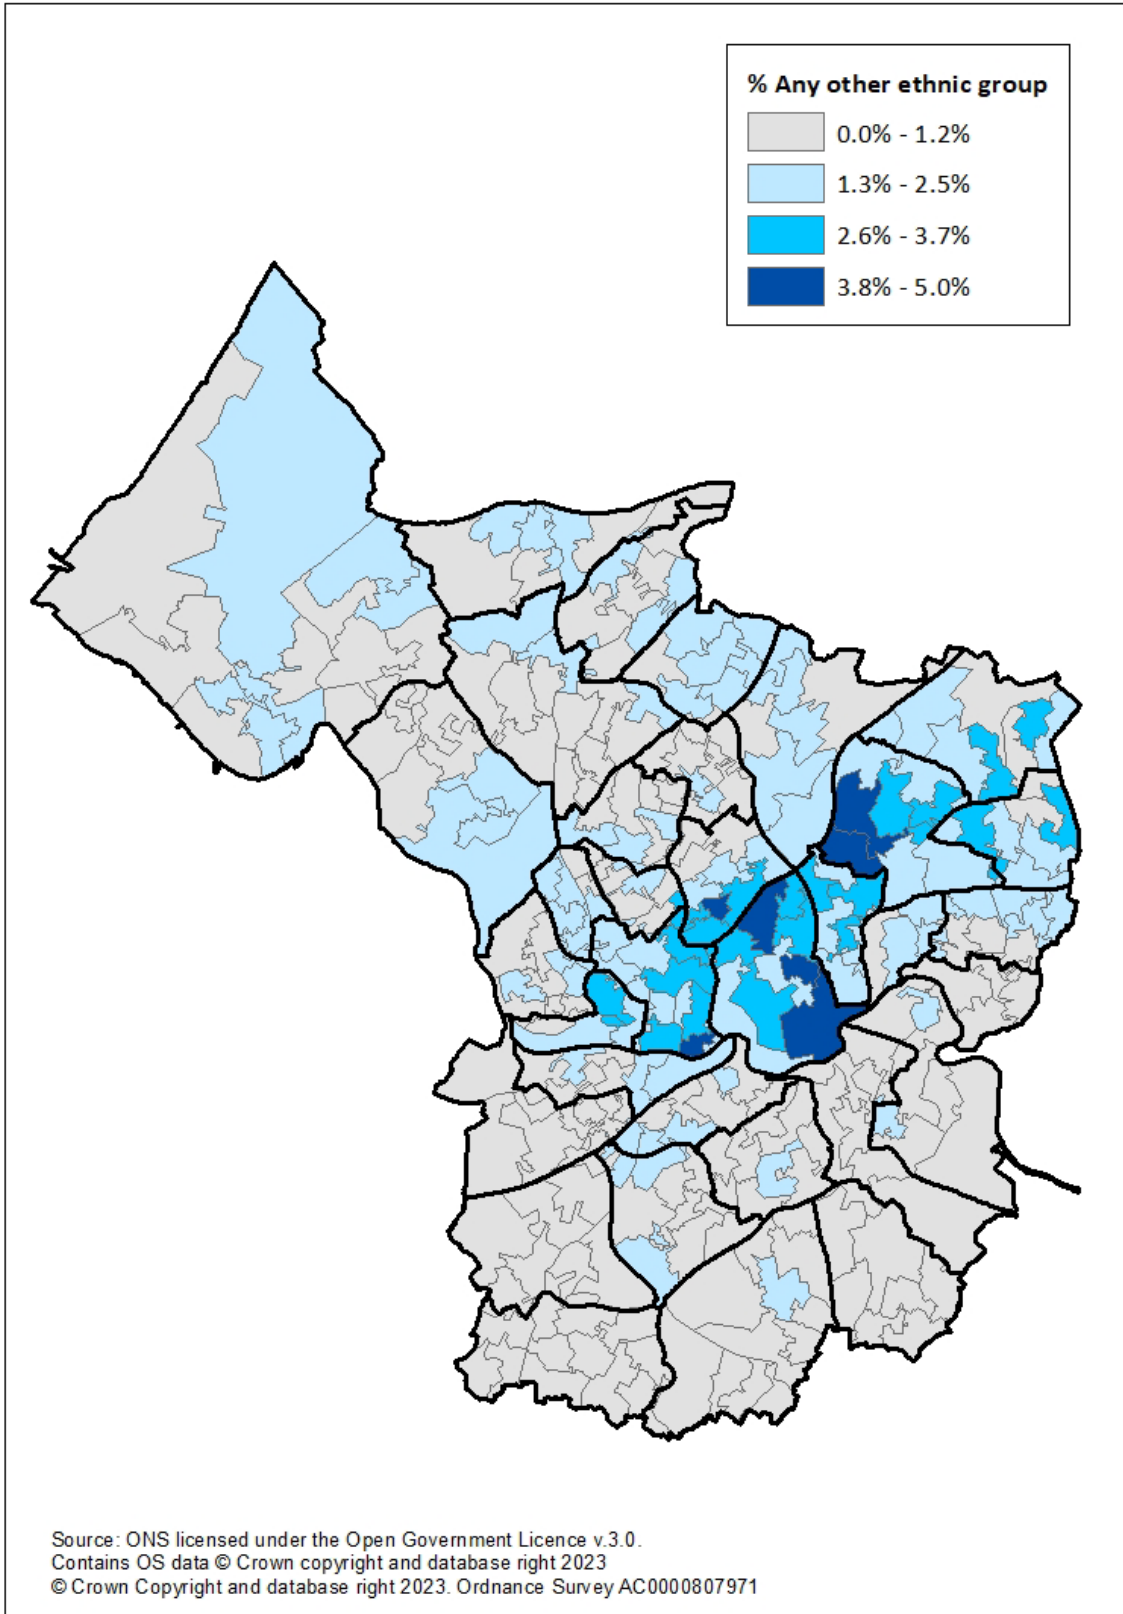 % Any other ethnic group
0.0% - 1.2%
1.3% - 2.5%
2.6% - 3.7%
3.8% - 5.0%
Source: ONS licensed under the Open Government Licence v.3.0.
Contains OS data © Crown copyright and database right 2023
© Crown Copyright and database right 2023. Ordnance Survey AC0000807971